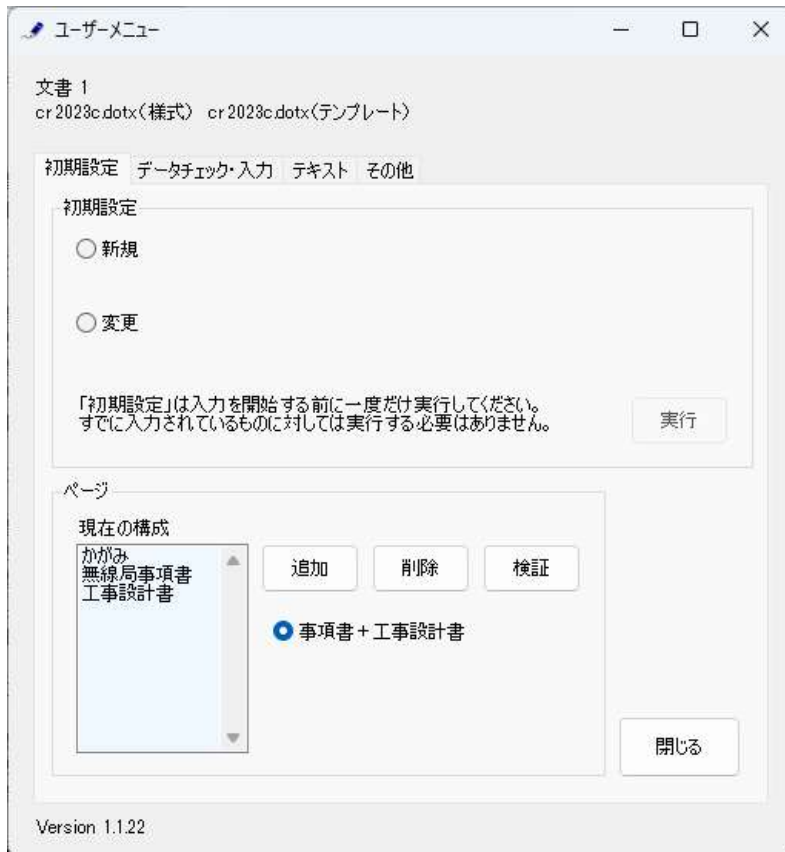 ユーザーメニュー
文書 1
cr2023c.dotx(様式) cr2023c.dotx(テンプレート)
初期設定 データチェック・入力 テキスト その他
初期設定
新規
変更
「初期設定」は入力を開始する前に一度だけ実行してください。
すでに入力されているものに対しては実行する必要はありません。
実行
ページ
現在の構成
かがみ
無線局事項書
工事設計書
追加 削除 検証
事項書+工事設計書
閉じる
Version 1.1.22